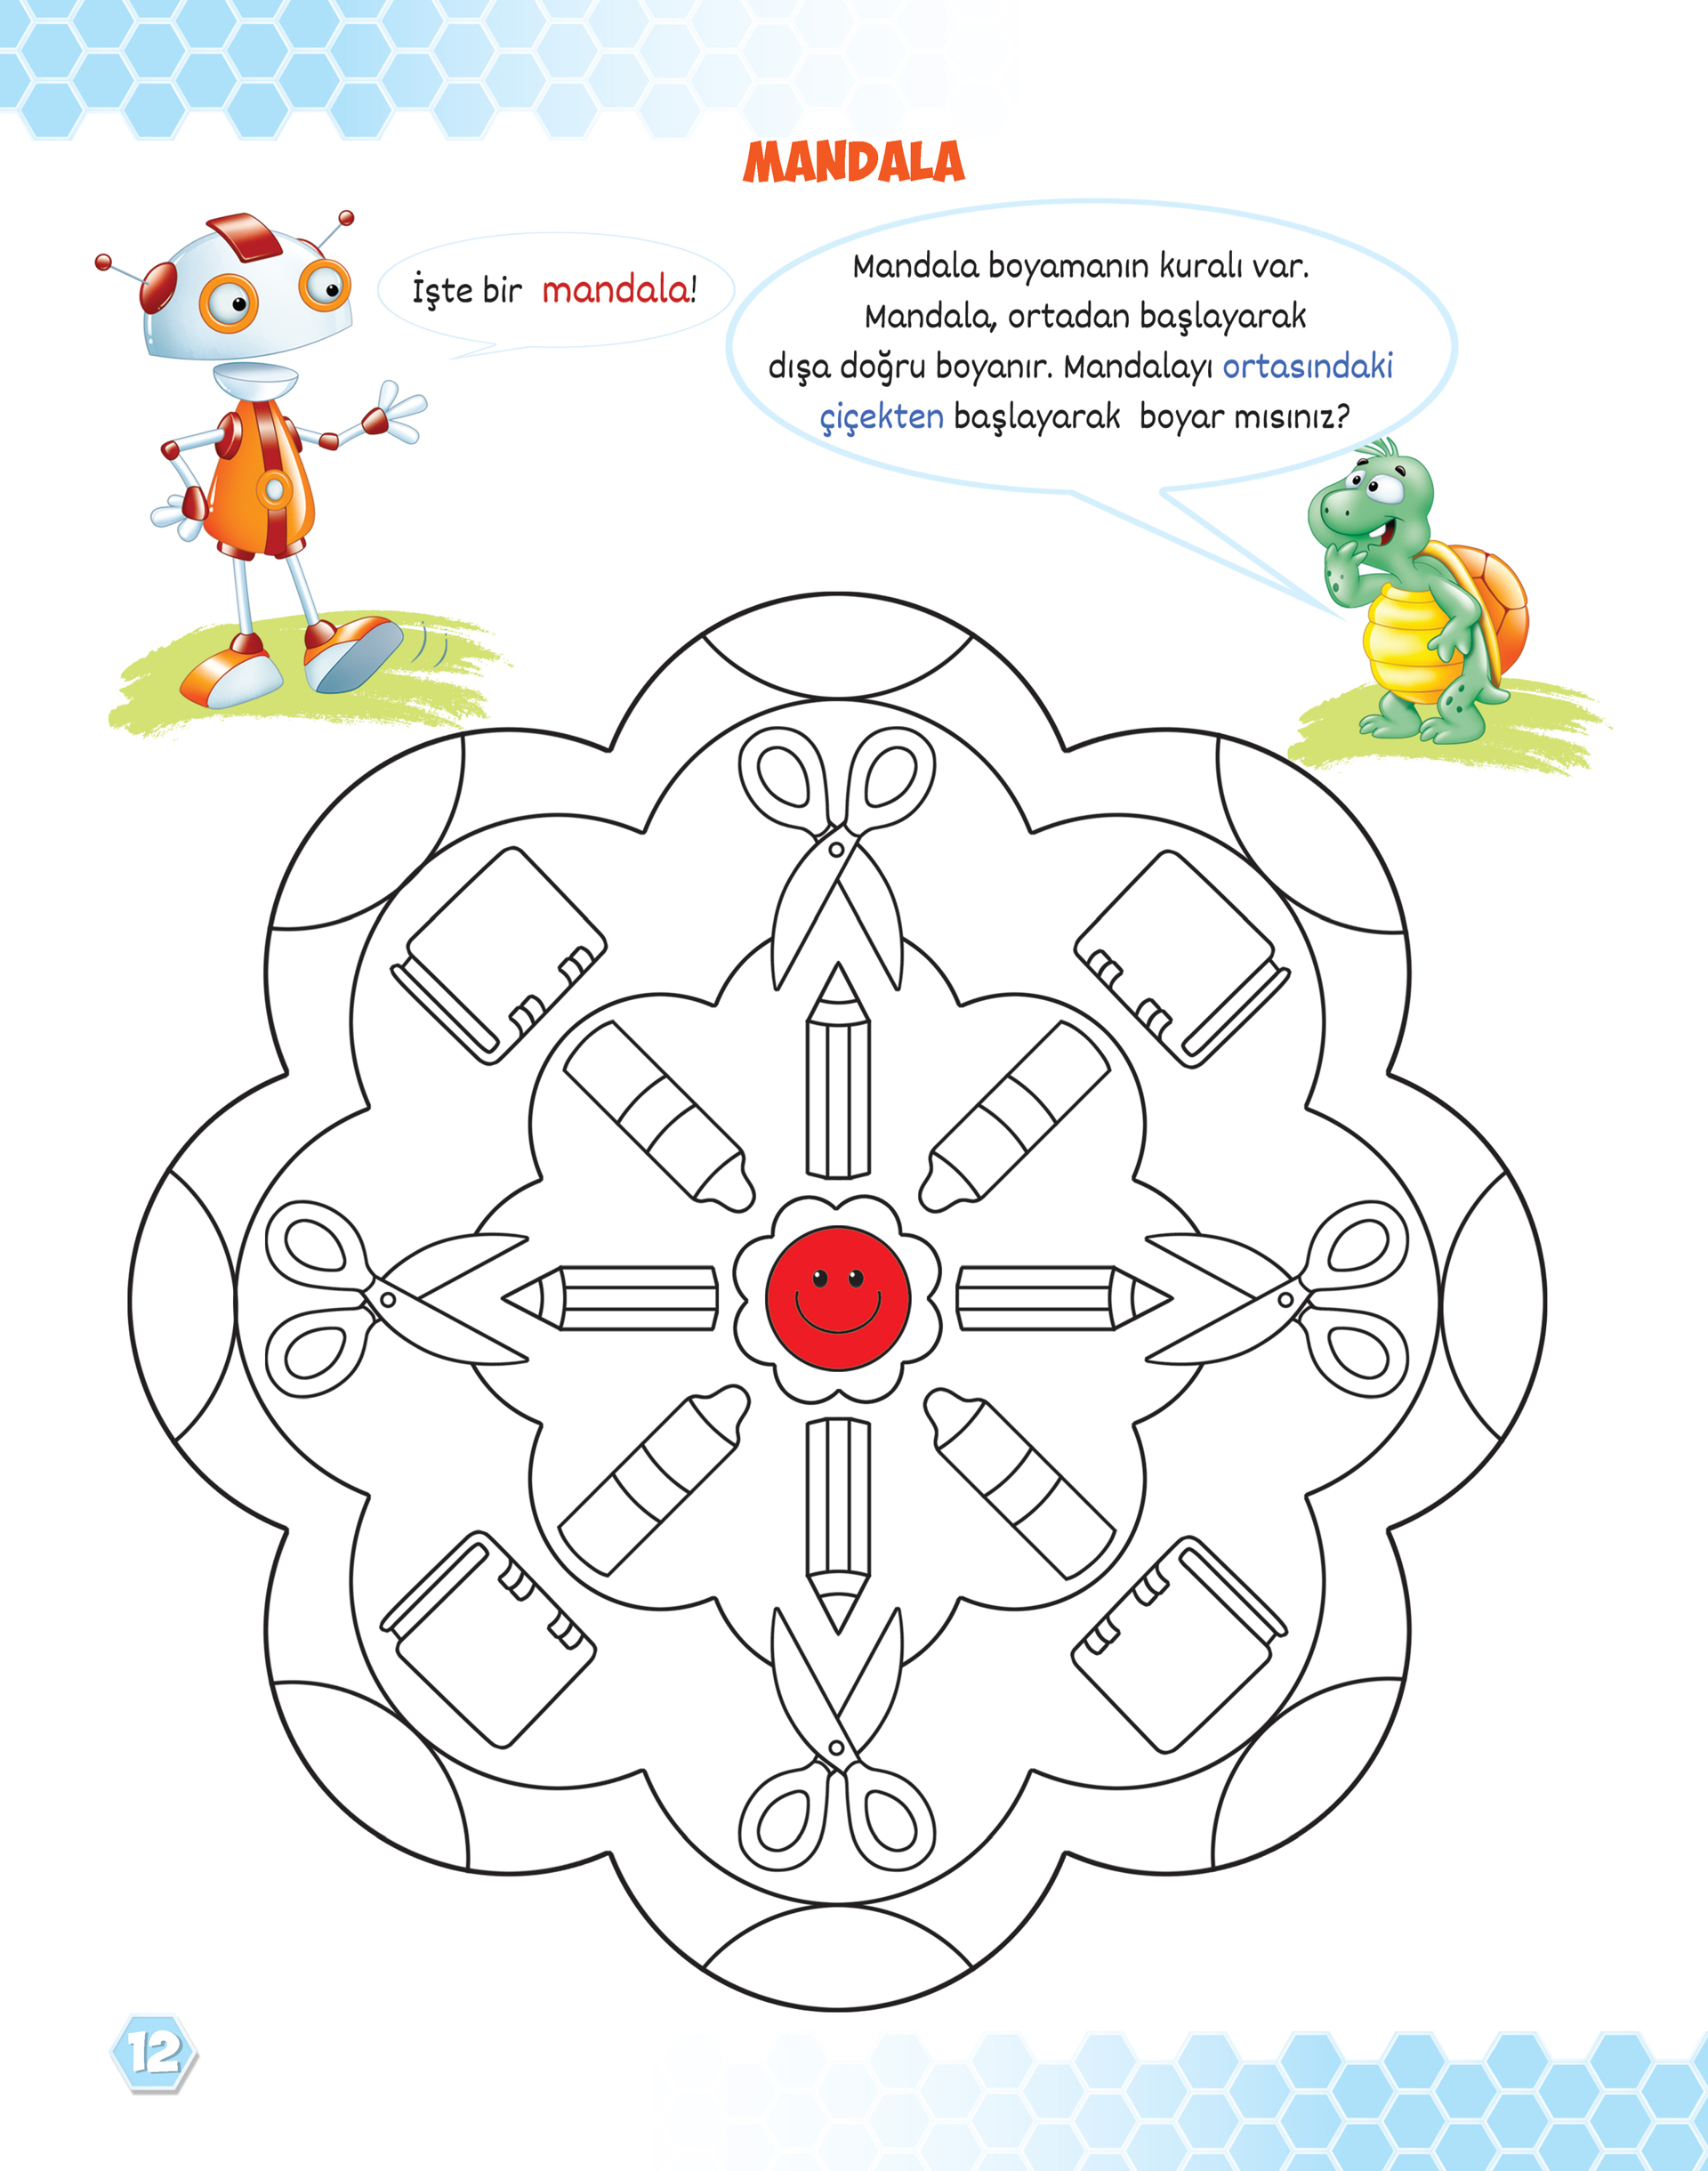 MANDALA
İşte bir mandala!
Mandala boyamanın kuralı var.
Mandala, ortadan başlayarak
dışa doğru boyanır. Mandalayı ortasındaki
çiçekten başlayarak boyar mısınız?
12